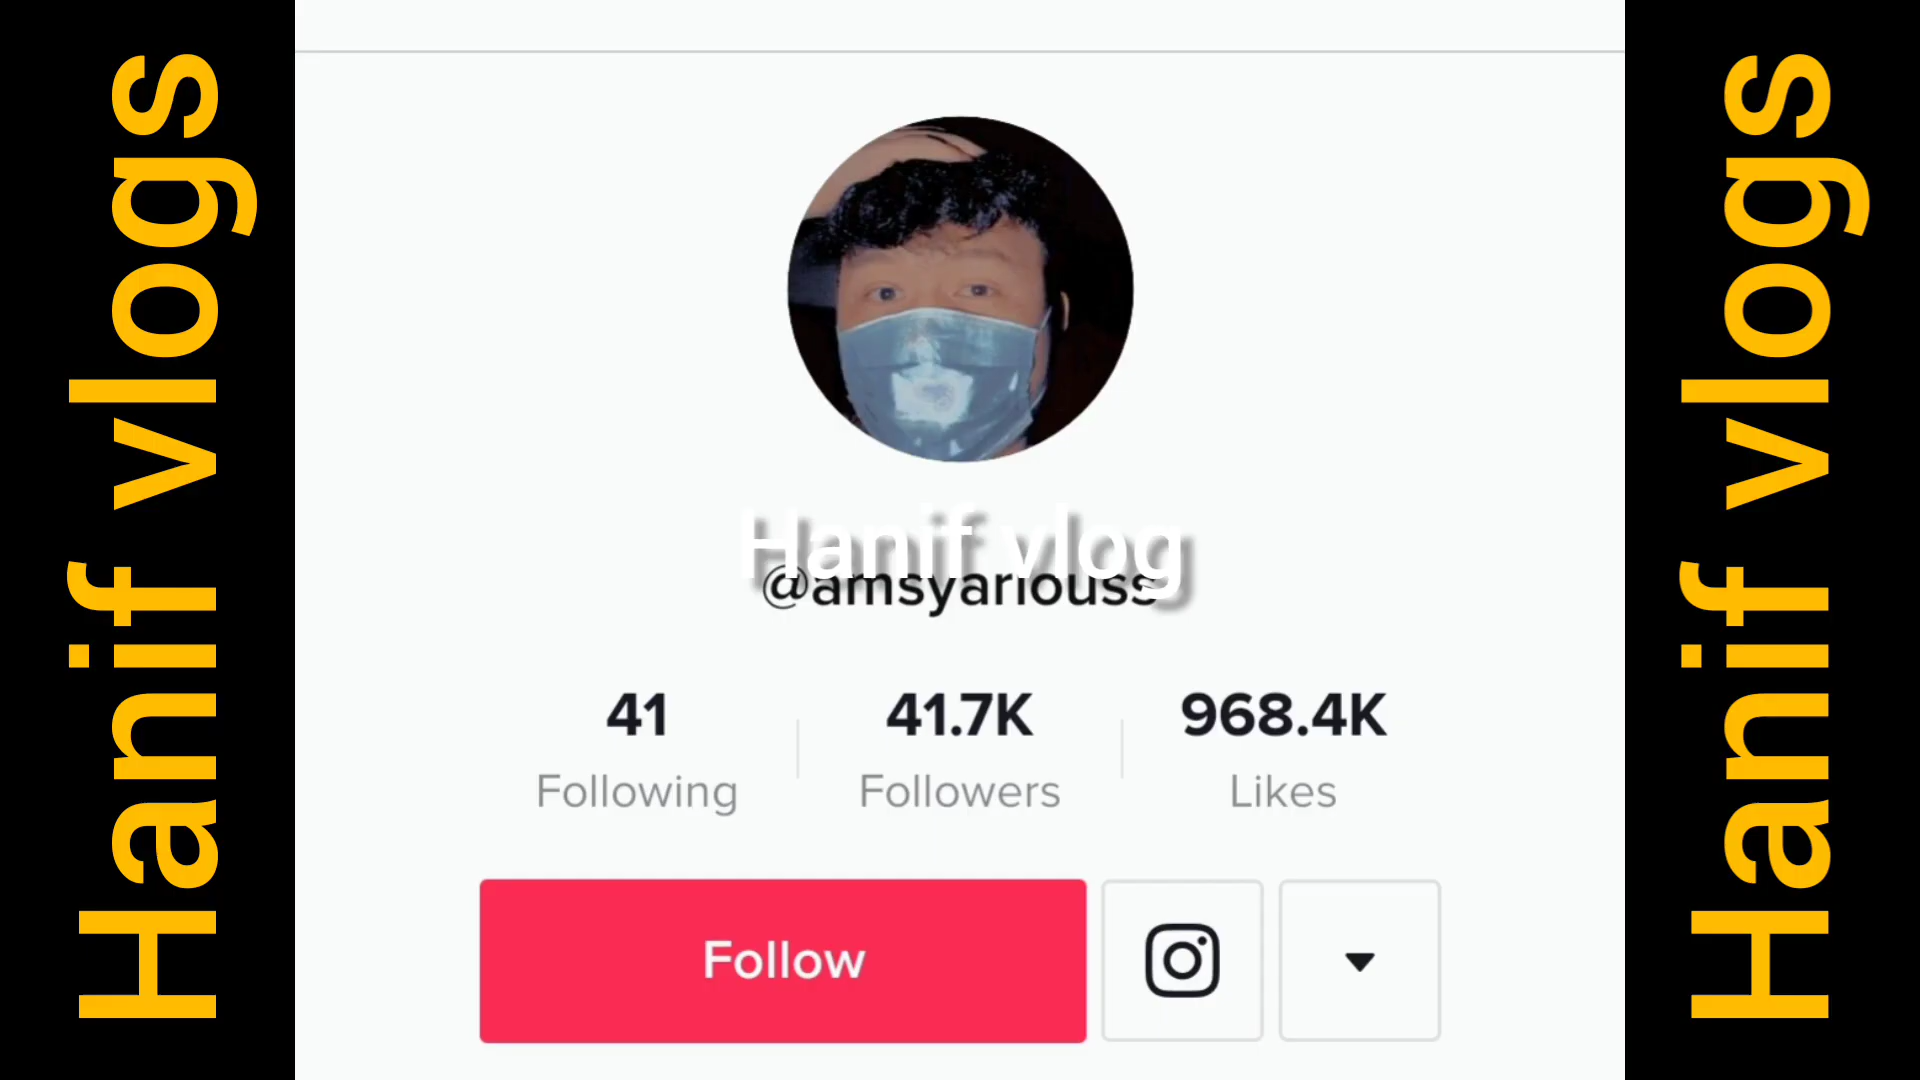 Hanif vlogs
Hanif vlog
@amsyariouss
41
Following
41.7K
Followers
968.4K
Likes
Follow
Hanif vlogs